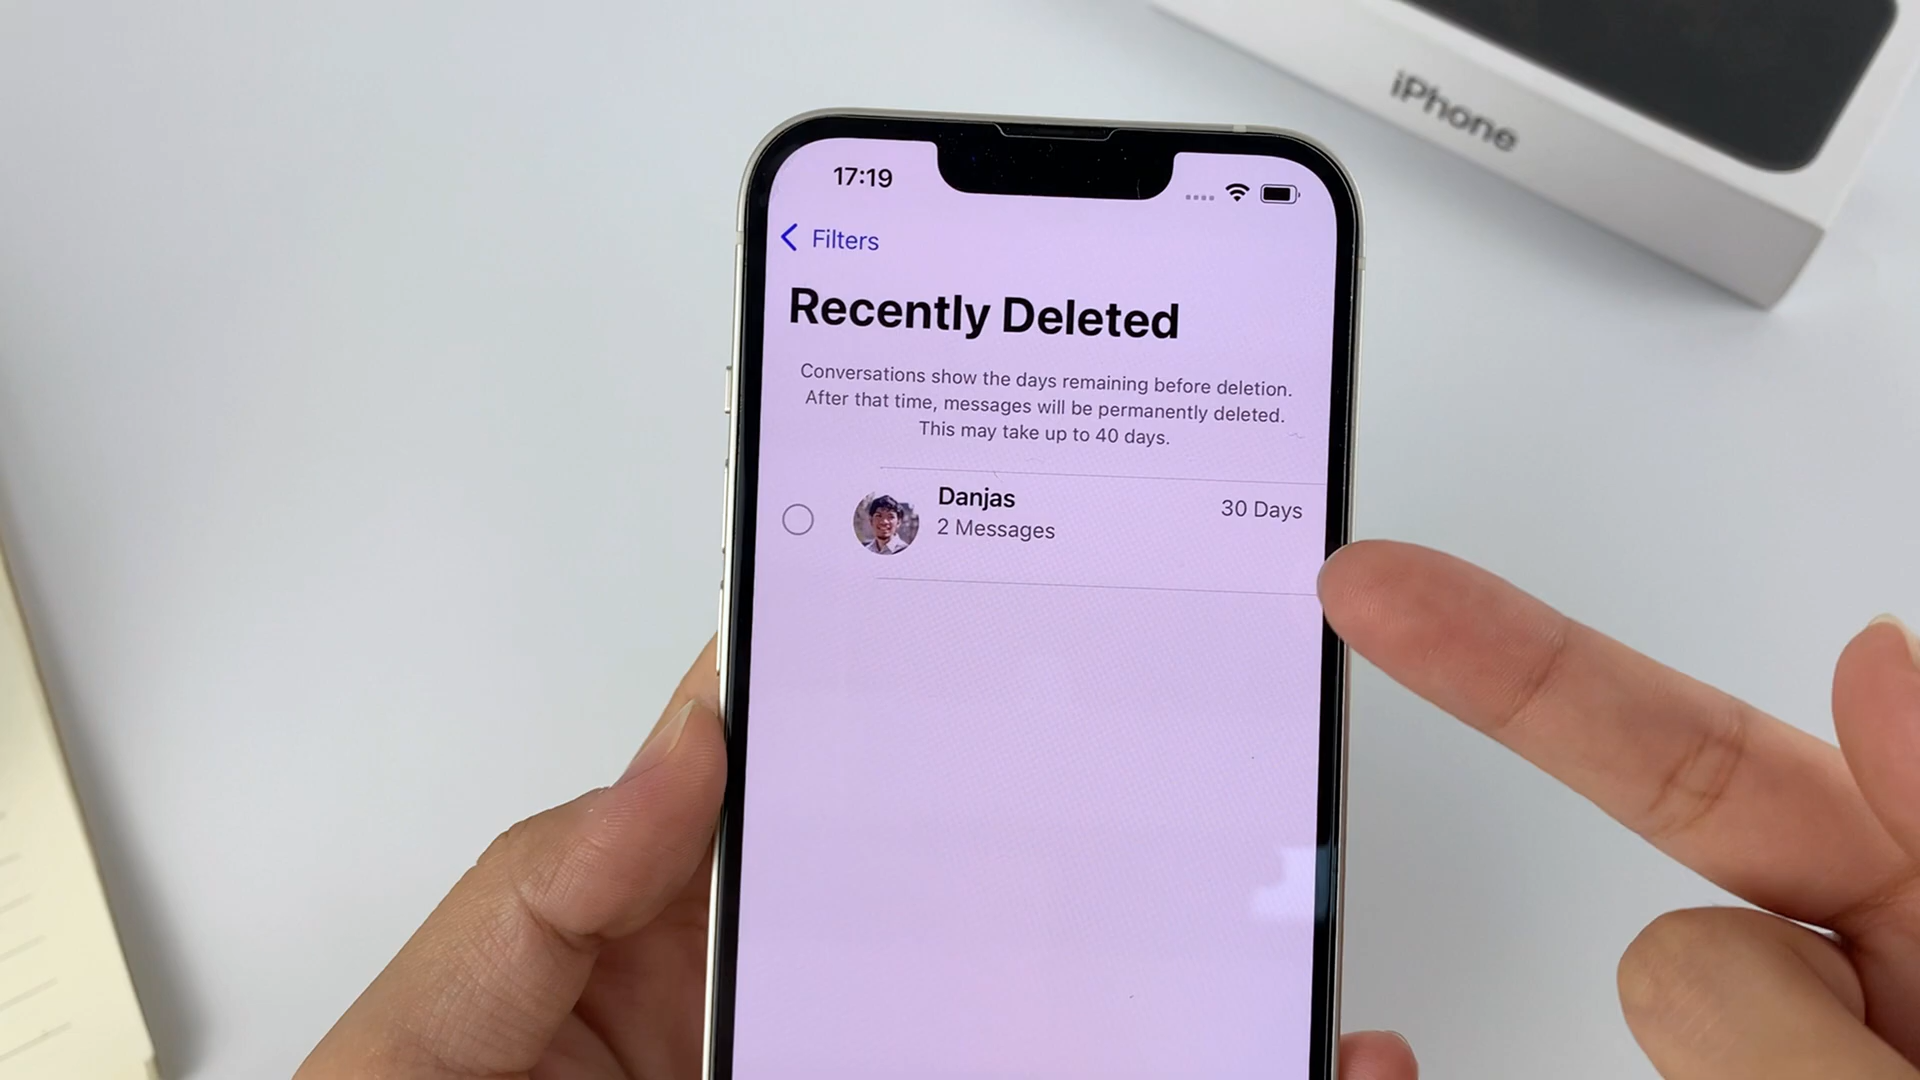 iPhone
17:19
Filters
Recently Deleted
Conversations show the days remaining before deletion.
After that time, messages will be permanently deleted.
This may take up to 40 days.
Danjas
30 Days
2 Messages